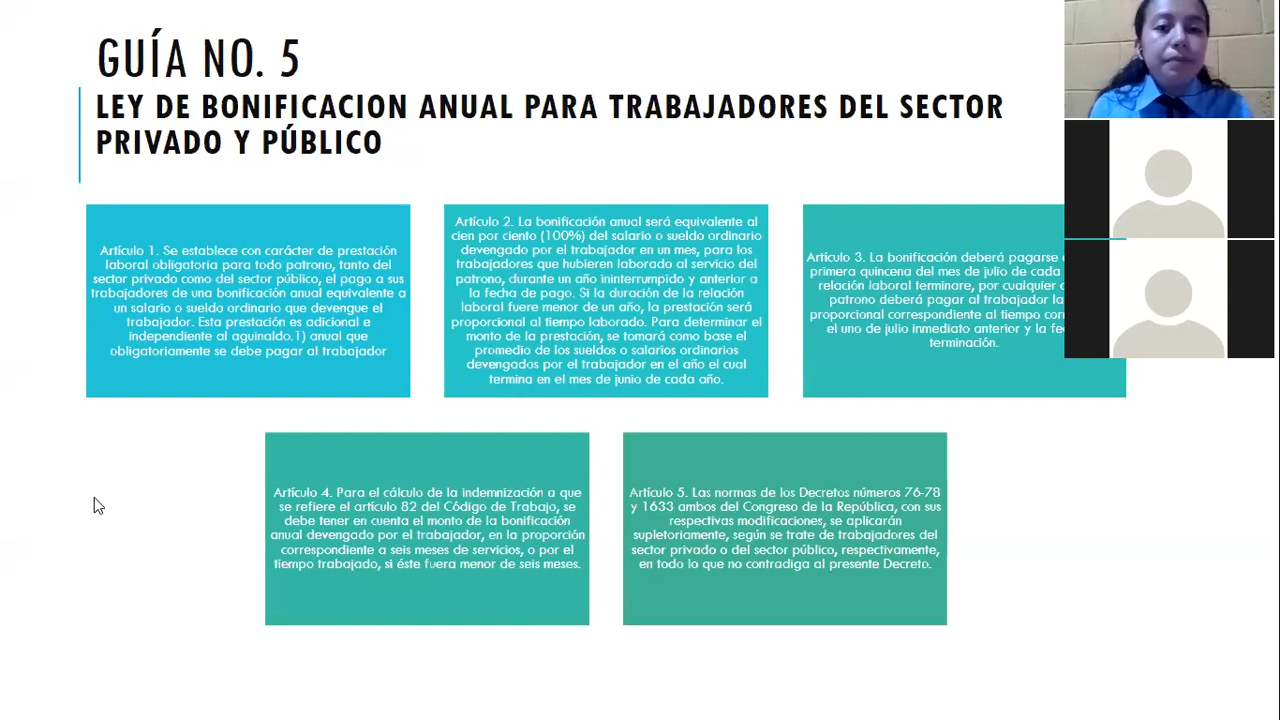 GUÍA NO. 5
LEY DE BONIFICACION ANUAL PARA TRABAJADORES DEL SECTOR
PRIVADO Y PÚBLICO
Artículo 1. Se establece con carácter de prestación
laboral obligatoria para todo patrono, tanto del
sector privado como del sector público, el pago a sus
trabajadores de una bonificación anual equivalente a
un salario o sueldo ordinario que devengue el
trabajador. Esta prestación es adicional e
independiente al aguinaldo.1) anual que
obligatoriamente se debe pagar al trabajador
Artículo 2. La bonificación anual será equivalente al
cien por ciento (100%) del salario o sueldo ordinario
devengado por el trabajador en un mes, para los
trabajadores que hubieren laborado al servicio del
patrono, durante un año ininterrumpido y anterior a
la fecha de pago. Si la duración de la relación
laboral fuere menor de un año, la prestación será
proporcional al tiempo laborado. Para determinar el
monto de la prestación, se tomará como base el
promedio de los sueldos o salarios ordinarios
devengados por el trabajador en el año el cual
termina en el mes de junio de cada año.
Artículo 3. La bonificación deberá pagarse
primera quincena del mes de julio de cada
relación laboral terminare, por cualquier
patrono deberá pagar al trabajador la
proporcional correspondiente al tiempo
el uno de julio inmediato anterior y la
terminación.
Artículo 4. Para el cálculo de la indemnización a que
se refiere el artículo 82 del Código de Trabajo, se
debe tener en cuenta el monto de la bonificación
anual devengado por el trabajador, en la proporción
correspondiente a seis meses de servicios, o por el
tiempo trabajado, si éste fuera menor de seis meses.
Artículo 5. Las normas de los Decretos números 76-78
y 1633 ambos del Congreso de la República, con sus
respectivas modificaciones, se aplicarán
supletoriamente, según se trate de trabajadores del
sector privado o del sector público, respectivamente,
en todo lo que no contradiga al presente Decreto.